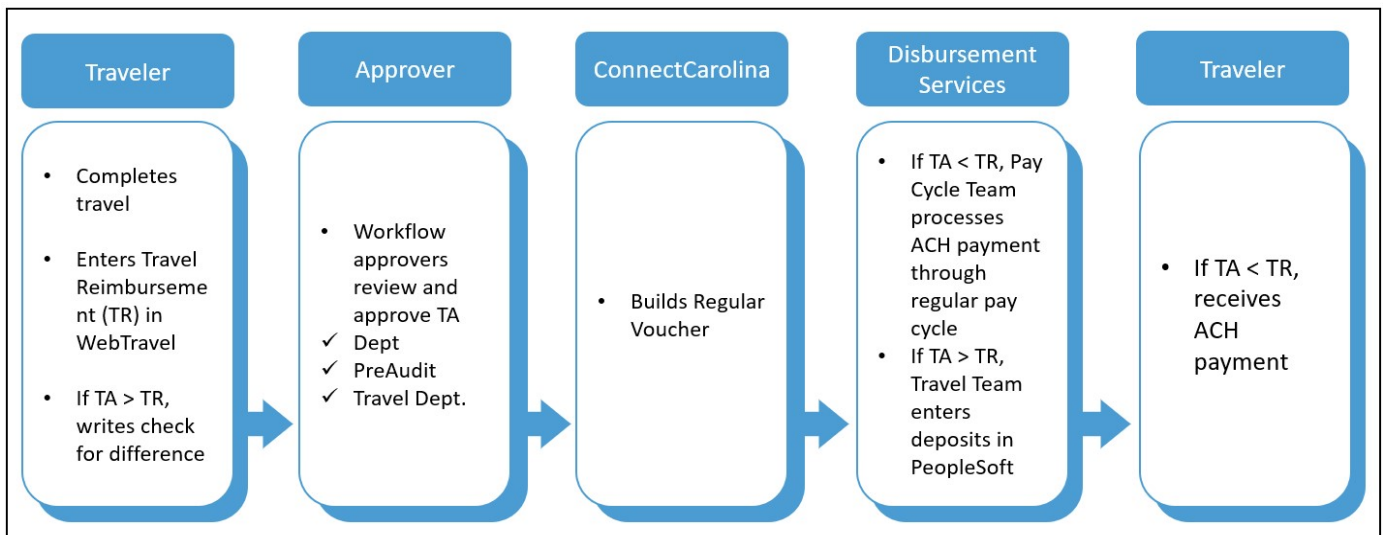 Traveler
• Completes
travel
• Enters Travel
Reimburseme
nt (TR) in
WebTravel
• If TA > TR,
writes check
for difference
Approver
• Workflow
approvers
review and
approve TA
✓ Dept
✓ PreAudit
✓ Travel Dept.
ConnectCarolina
• Builds Regular
Voucher
Disbursement
Services
• If TA < TR, Pay
Cycle Team
processes
ACH payment
through
regular pay
cycle
• If TA > TR,
Travel Team
enters
deposits in
PeopleSoft
Traveler
• If TA < TR,
receives
ACH
payment